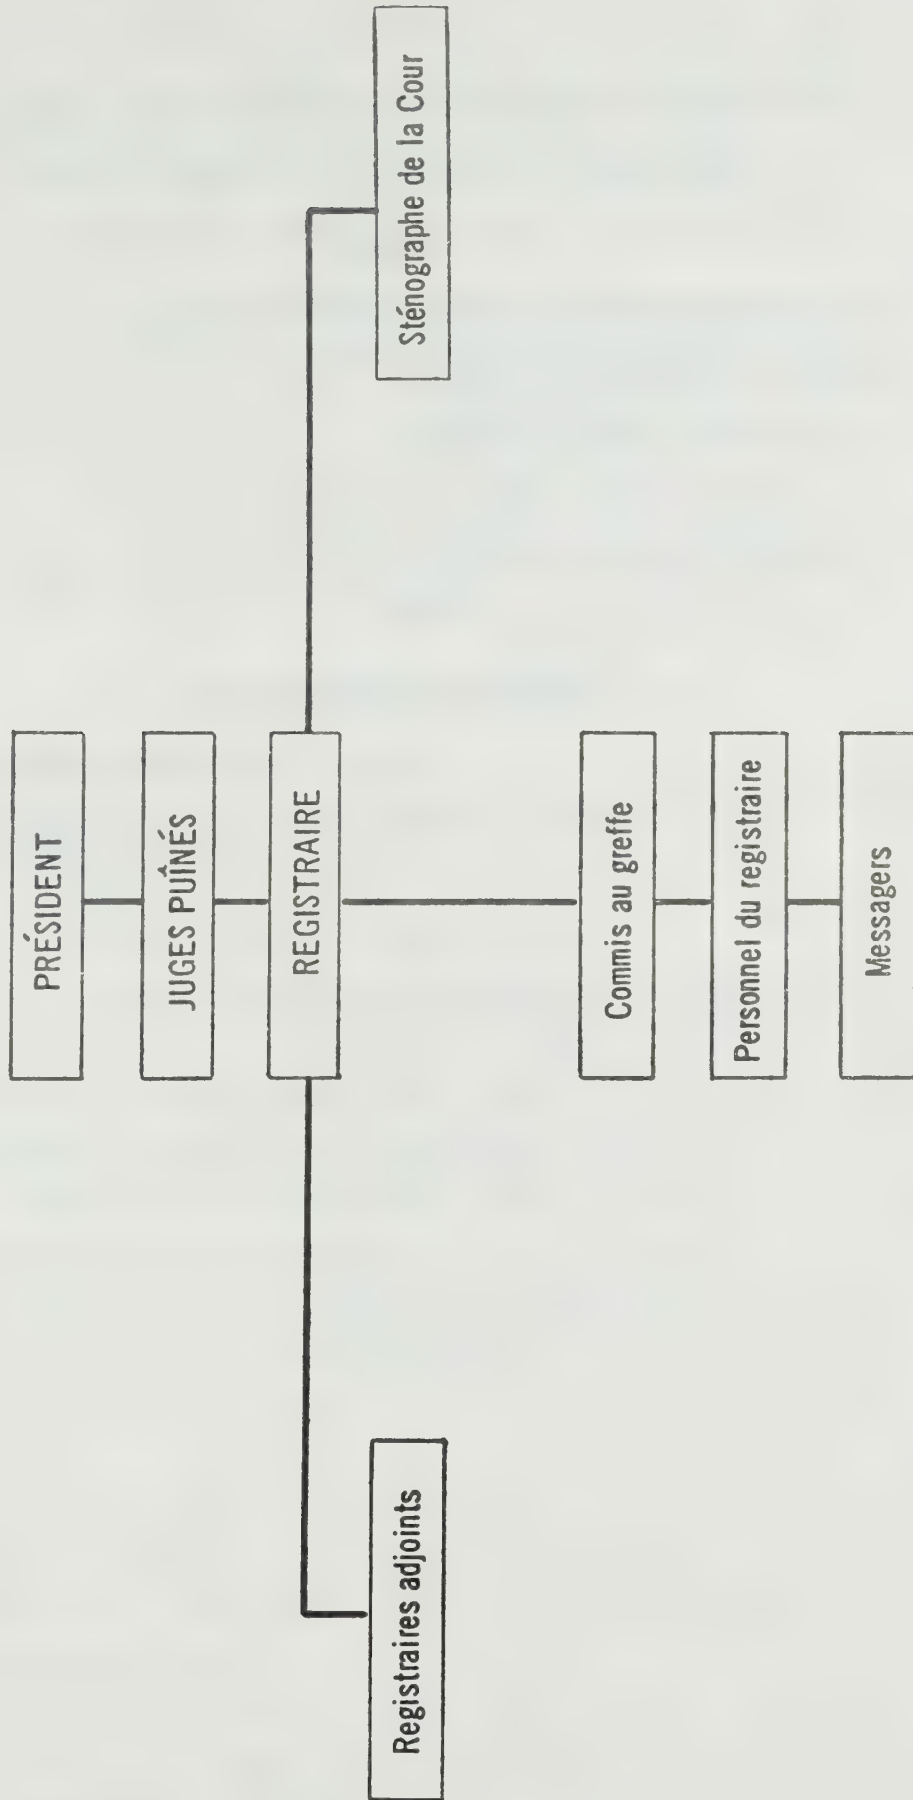 PRÉSIDENT
JUGES PUÎNÉS
REGISTRAIRE
Registraires adjoints
Sténographe de la Cour
Commis au greffe
Personnel du registraire
Messagers